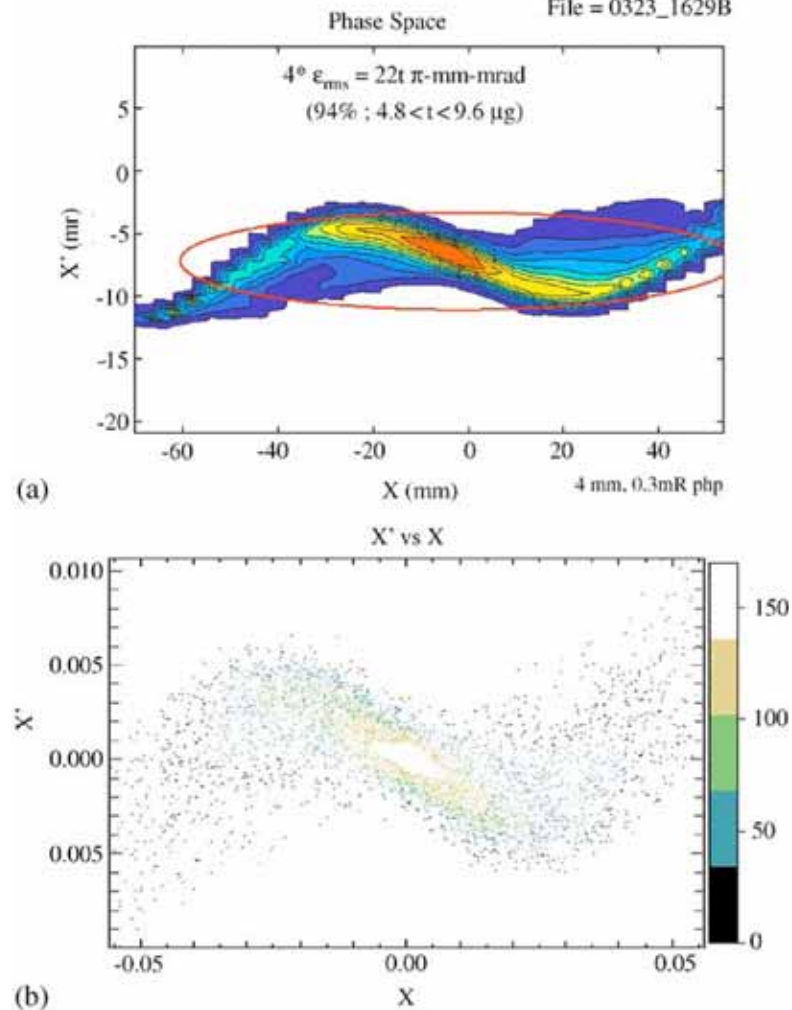 File = 0323_1629B
Phase Space
4* εrms = 22t π-mm-mrad
(94% ; 4.8<t<9.6 μg)
5
0
-5
-10
-15
-20
X' (mr)
-60 -40 -20 0 20 40
X (mm)
4 mm, 0.3mR php
(a)
X' vs X
0.010
0.005
0.000
0.005
X'
-0.05 0.00 0.05
X
150
100
50
0
(b)